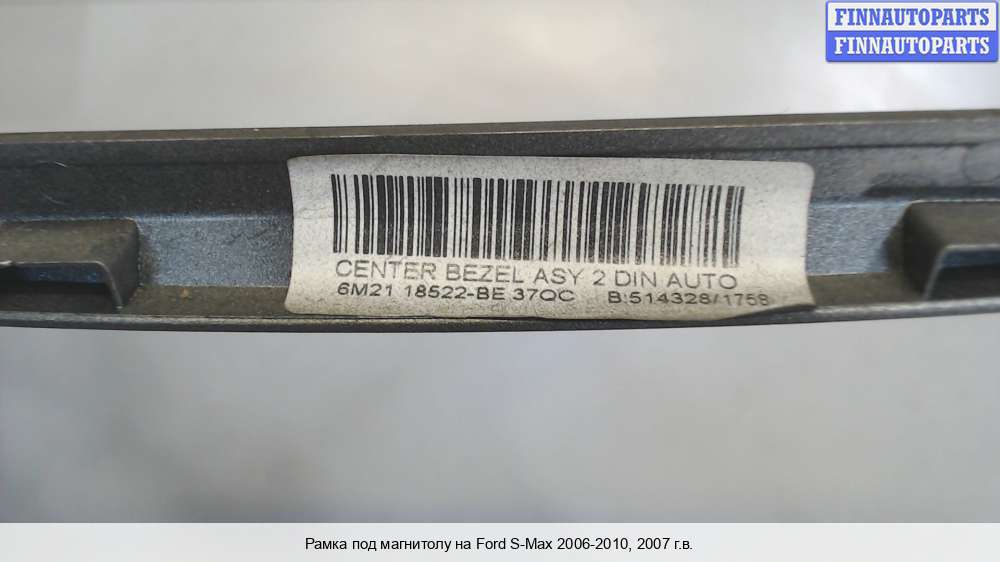 FINNAUTOPARTS
FINNAUTOPARTS
CENTER BEZEL ASY 2 DIN AUTO
6M21 18522-BE 37QC B:514328/1758
Рамка под магнитолу на Ford S-Max 2006-2010, 2007 г.в.